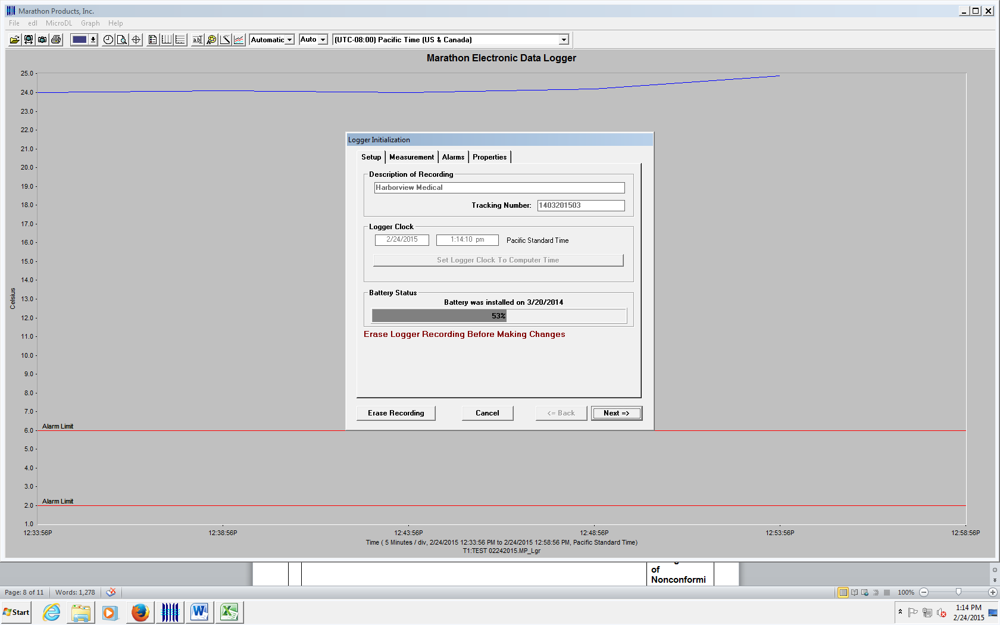 Marathon Products, Inc.
File edl MicroDL Graph Help
a.b| Automatic Auto (UTC-08:00) Pacific Time (US & Canada)
Marathon Electronic Data Logger
25.0
24.0
23.0
22.0
21.0
20.0
19.0
18.0
17.0
16.0
15.0
14.0
13.0
12.0
11.0
10.0
9.0
8.0
7.0
6.0
5.0
4.0
3.0
2.0
1.0
Celsius
Alarm Limit
Alarm Limit
Logger Initialization
Setup Measurement Alarms Properties
Description of Recording
Harborview Medical
Tracking Number: 1403201503
Logger Clock
2/24/2015 1:14:10 pm Pacific Standard Time
Set Logger Clock To Computer Time
Battery Status
Battery was installed on 3/20/2014
53%
Erase Logger Recording Before Making Changes
Erase Recording Cancel <= Back Next =>
12:33:56P 12:38:56P 12:43:56P 12:48:56P 12:53:56P 12:58:56P
Time ( 5 Minutes / div, 2/24/2015 12:33:56 PM to 2/24/2015 12:58:56 PM, Pacific Standard Time)
T1:TEST 02242015.MP_Lgr
of
Nonconformi
Page: 8 of 11 Words: 1,278 100%
Start 1:14 PM
2/24/2015